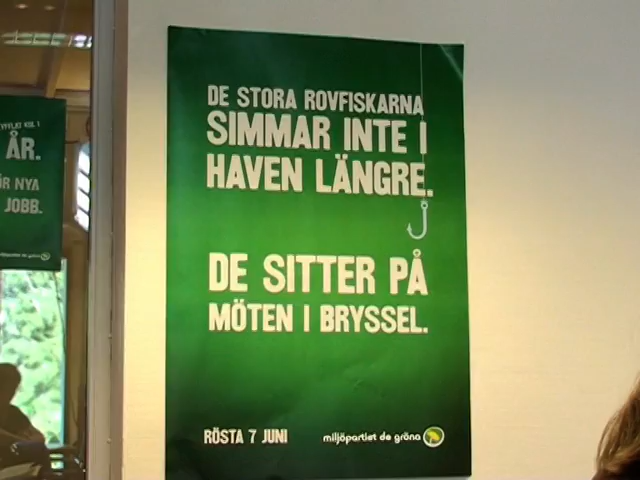 DE STORA ROVFISKARNA
SIMMAR INTE I
HAVEN LÄNGRE.
DE SITTER PÅ
MÖTEN I BRYSSEL.
RÖSTA 7 JUNI
miljöpartiet de gröna
ÅR.
NYA
JOBB.